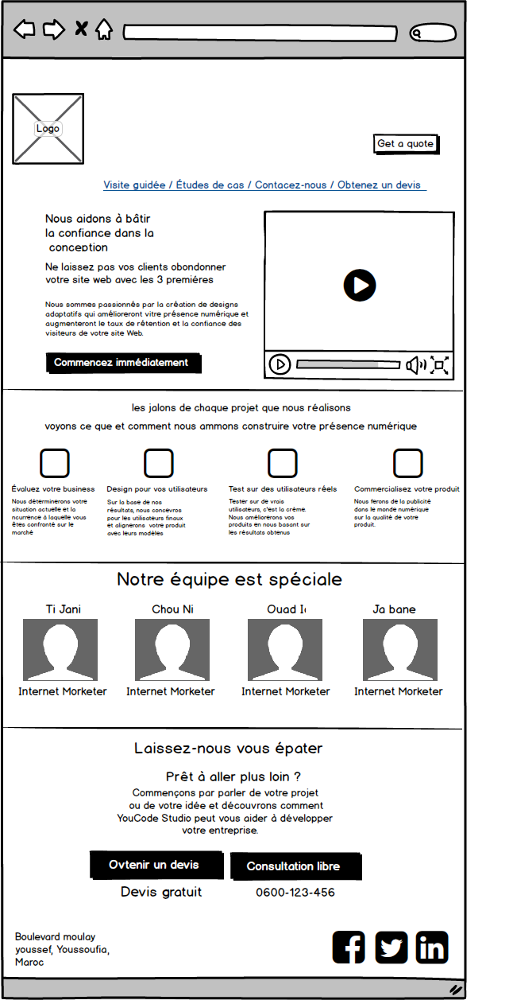 Logo
Get a quote
Visite guidée / Études de cas / Contacez-nous / Obtenez un devis
Nous aidons à bâtir
la confiance dans la
conception
Ne laissez pas vos clients obondonner
votre site web avec les 3 premiéres
Nous sommes passionnés par la création de designs
adaptatifs qui amélioreront vitre présence numérique et
augmenteront le taux de rétention et la confiance des
visiteurs de votre site Web.
Commencez immédiatement
les jalons de chaque projet que nous réalisons
voyons ce que et comment nous ammons construire votre présence numérique
Évaluez votre business
Nous déterminerons votre
situation actuelle et la
ncurrence à laquelle vous
êtes confronté sur le
marché
Design pour vos utilisateurs
Sur la base de nos
résultats, nous concevros
pour les utilisateurs finaux
et alignerons votre produit
avec leurs modèles
Test sur des utilisateurs réels
Tester sur de vrais
utilisateurs, c'est la crème.
Nous améliorerons vos
produits en nous basant sur
les résultats obtenus
Commercialisez votre produit
Nous ferons de la publicité
dans le monde numérique
sur la qualité de votre
produit.
Notre équipe est spéciale
Ti Jani
Chou Ni
Ouad
Ja bane
Internet Morketer
Internet Morketer
Internet Morketer
Internet Morketer
Laissez-nous vous épater
Prêt à aller plus loin ?
Commençons par parler de votre projet
ou de votre idée et découvrons comment
YouCode Studio peut vous aider à développer
votre entreprise.
Ovtenir un devis
Consultation libre
Devis gratuit
0600-123-456
Boulevard moulay
youssef, Youssoufia,
Maroc